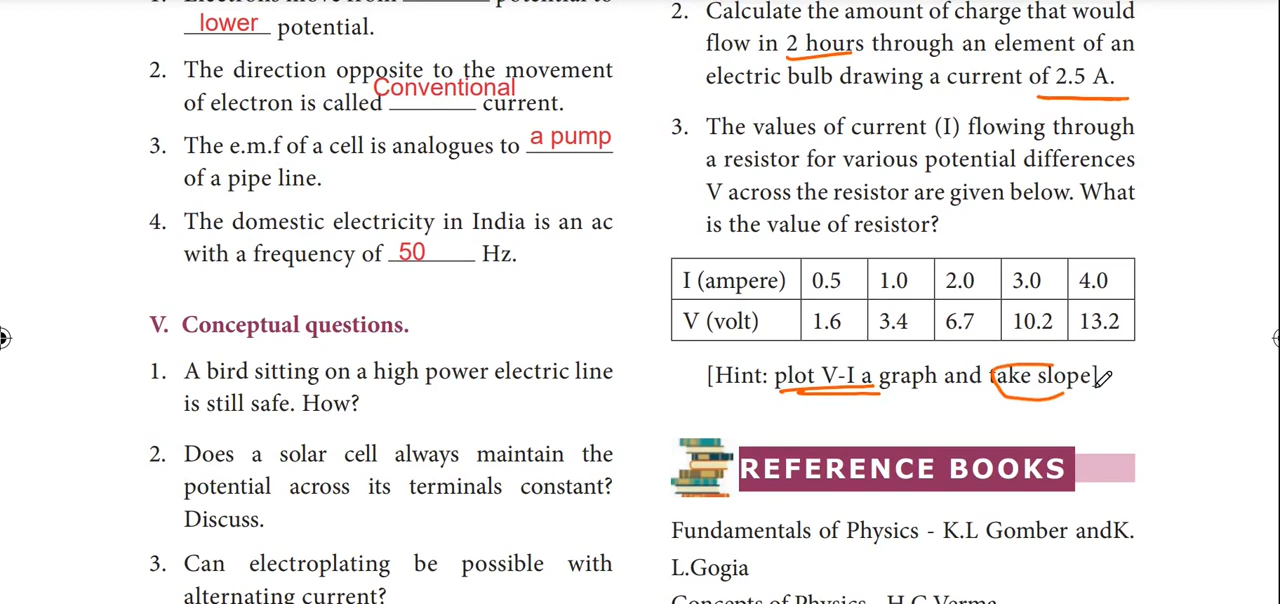 lower potential.
2. The direction opposite to the movement
of electron is called Conventional current.
3. The e.m.f of a cell is analogues to a pump
of a pipe line.
4. The domestic electricity in India is an ac
with a frequency of 50 Hz.
V. Conceptual questions.
1. A bird sitting on a high power electric line
is still safe. How?
2. Does a solar cell always maintain the
potential across its terminals constant?
Discuss.
3. Can electroplating be possible with
alternating current?
2. Calculate the amount of charge that would
flow in 2 hours through an element of an
electric bulb drawing a current of 2.5 A.
3. The values of current (I) flowing through
a resistor for various potential differences
V across the resistor are given below. What
is the value of resistor?
I (ampere) 0.5 1.0 2.0 3.0 4.0
V (volt) 1.6 3.4 6.7 10.2 13.2
[Hint: plot V-I a graph and take slope]
REFERENCE BOOKS
Fundamentals of Physics - K.L Gomber andK.
L.Gogia
Concepts of Physics - H.C Verma